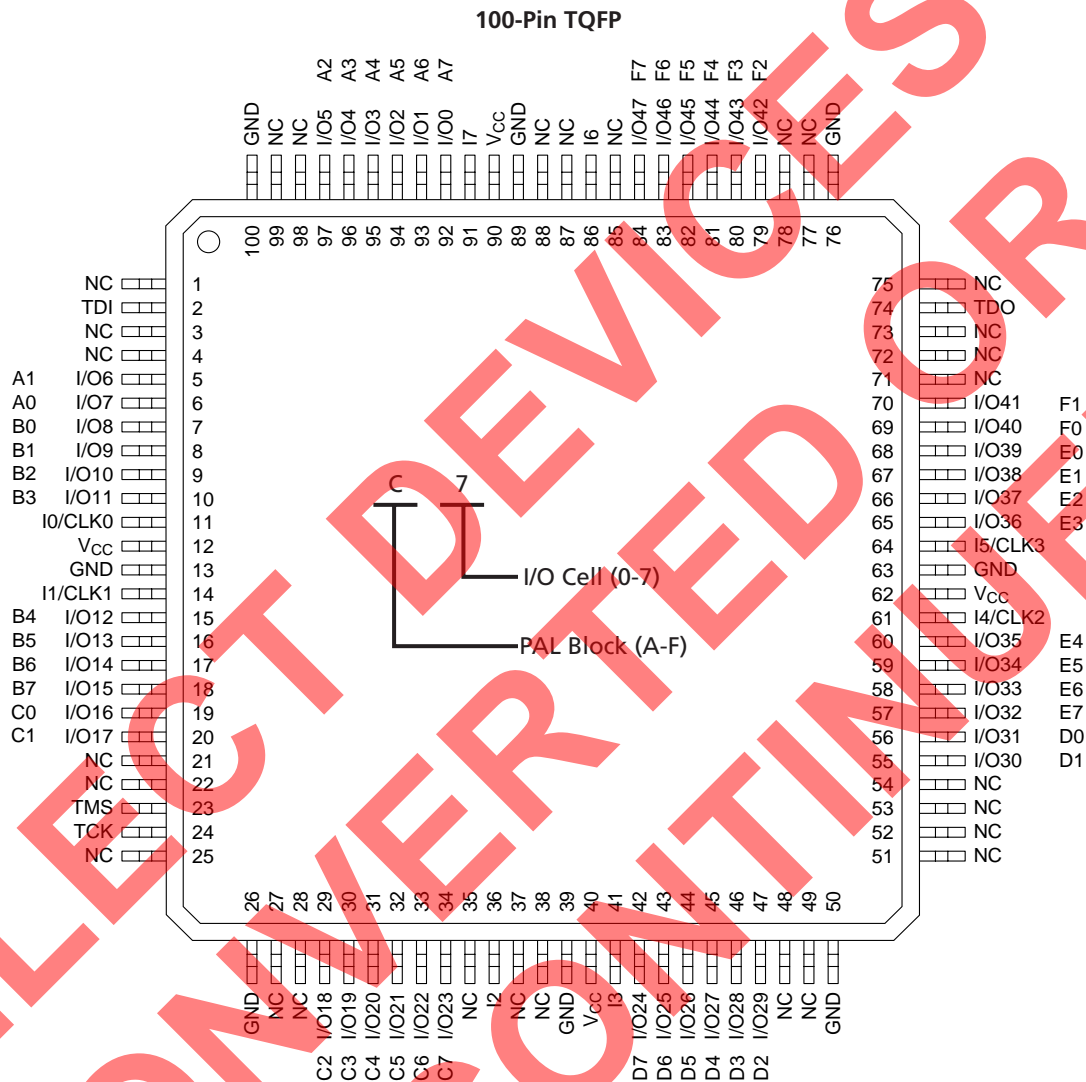 100-Pin TQFP
A2 A3 A4 A5 A6 A7 F7 F6 F5 F4 F3 F2
GND NC NC I/O5 I/O4 I/O3 I/O2 I/O1 I/O0 I7 VCC GND NC NC I6 NC I/O47 I/O46 I/O45 I/O44 I/O43 I/O42 NC NC GND
100 99 98 97 96 95 94 93 92 91 90 89 88 87 86 85 84 83 82 81 80 79 78 77 76
NC 1
TDI 2
NC 3
NC 4
A1 I/O6 5
A0 I/O7 6
B0 I/O8 7
B1 I/O9 8
B2 I/O10 9
B3 I/O11 10
I0/CLK0 11
VCC 12
GND 13
I1/CLK1 14
B4 I/O12 15
B5 I/O13 16
B6 I/O14 17
B7 I/O15 18
C0 I/O16 19
C1 I/O17 20
NC 21
NC 22
TMS 23
TCK 24
NC 25
C 7
I/O Cell (0-7)
PAL Block (A-F)
75 NC
74 TDO
73 NC
72 NC
71 NC
70 I/O41 F1
69 I/O40 F0
68 I/O39 E0
67 I/O38 E1
66 I/O37 E2
65 I/O36 E3
64 I5/CLK3
63 GND
62 VCC
61 I4/CLK2
60 I/O35 E4
59 I/O34 E5
58 I/O33 E6
57 I/O32 E7
56 I/O31 D0
55 I/O30 D1
54 NC
53 NC
52 NC
51 NC
26 27 28 29 30 31 32 33 34 35 36 37 38 39 40 41 42 43 44 45 46 47 48 49 50
GND NC NC I/O18 I/O19 I/O20 I/O21 I/O22 I/O23 NC I2 NC NC GND VCC I3 I/O24 I/O25 I/O26 I/O27 I/O28 I/O29 NC NC GND
C2 C3 C4 C5 C6 C7 D7 D6 D5 D4 D3 D2
DEVICES
CONVERTED OR